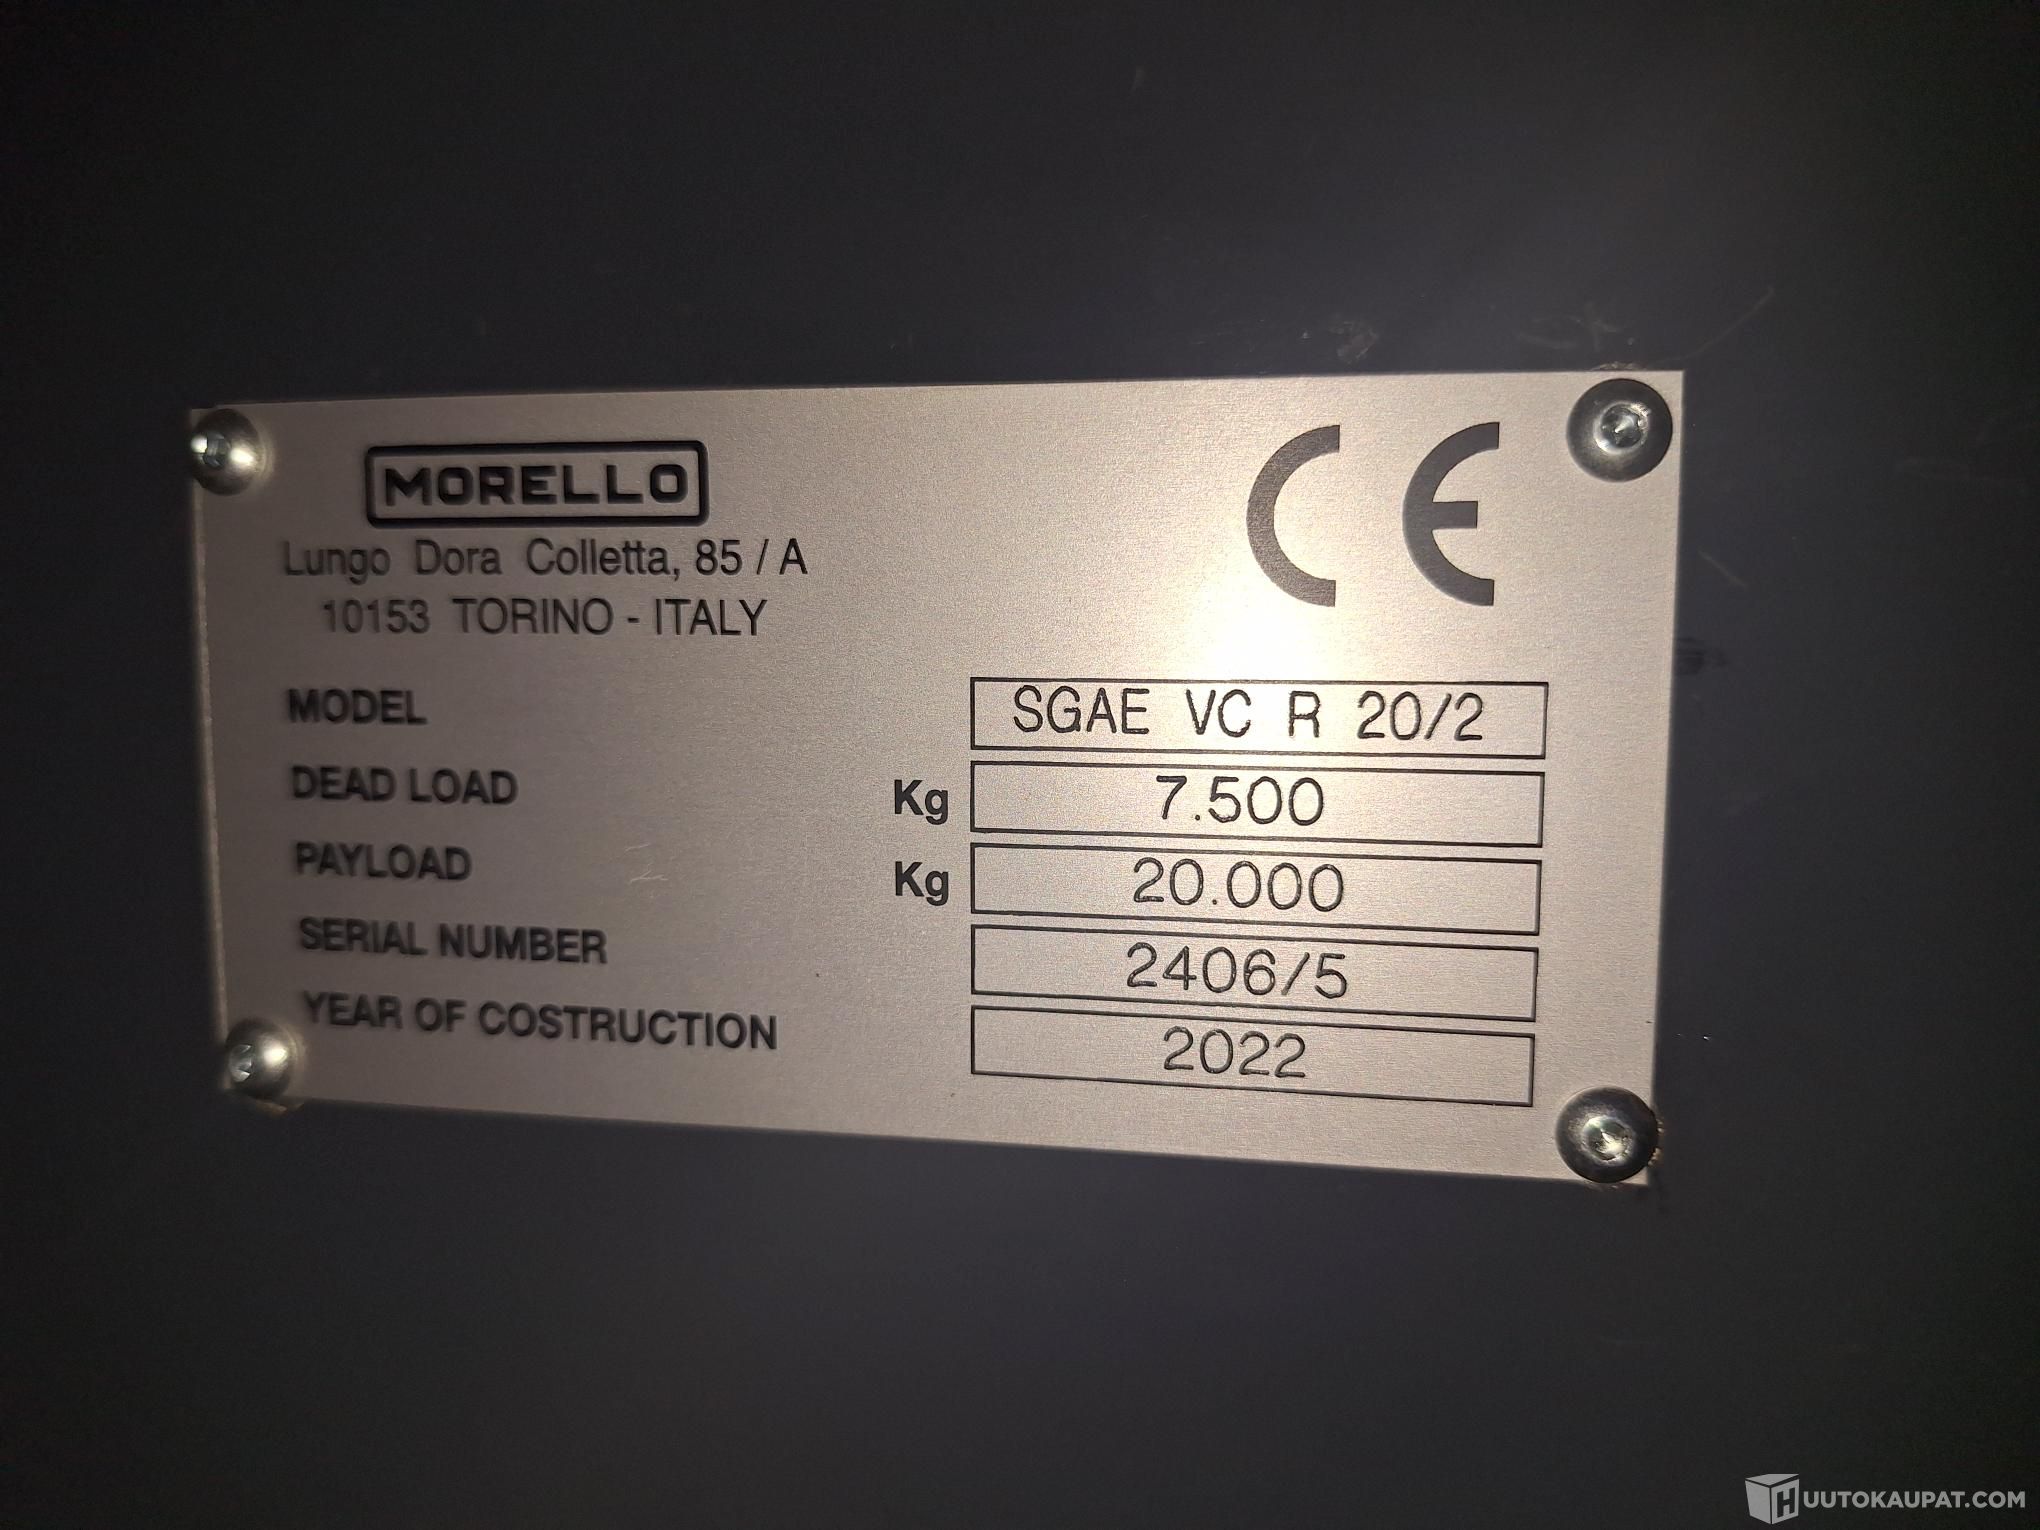 MORELLO
CE
Lungo Dora Colletta, 85 / A
10153 TORINO - ITALY
MODEL SGAE VC R 20/2
DEAD LOAD Kg 7.500
PAYLOAD Kg 20.000
SERIAL NUMBER 2406/5
YEAR OF COSTRUCTION 2022
HUUTOKAUPAT.COM